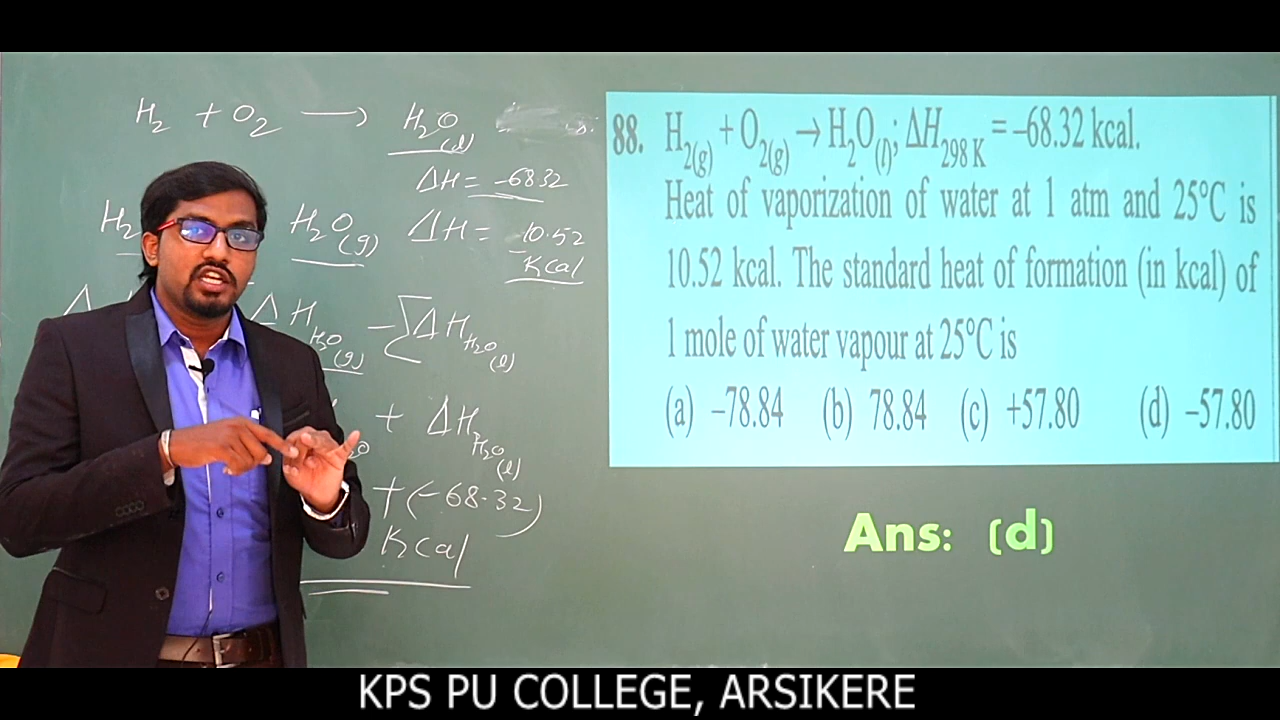 H₂ + O₂ → H₂O(l)
ΔH = -68.32
H₂ H₂O(g) ΔH = 10.52
Kcal
Δ ΔH H₂O(g) - ΣΔH H₂O(l)
+ ΔH H₂O(l)
+(-68.32)
Kcal
88. H₂(g) + O₂(g) → H₂O(l); ΔH298 K = –68.32 kcal.
Heat of vaporization of water at 1 atm and 25°C is
10.52 kcal. The standard heat of formation (in kcal) of
1 mole of water vapour at 25°C is
(a) –78.84 (b) 78.84 (c) +57.80 (d) –57.80
Ans: (d)
KPS PU COLLEGE, ARSIKERE